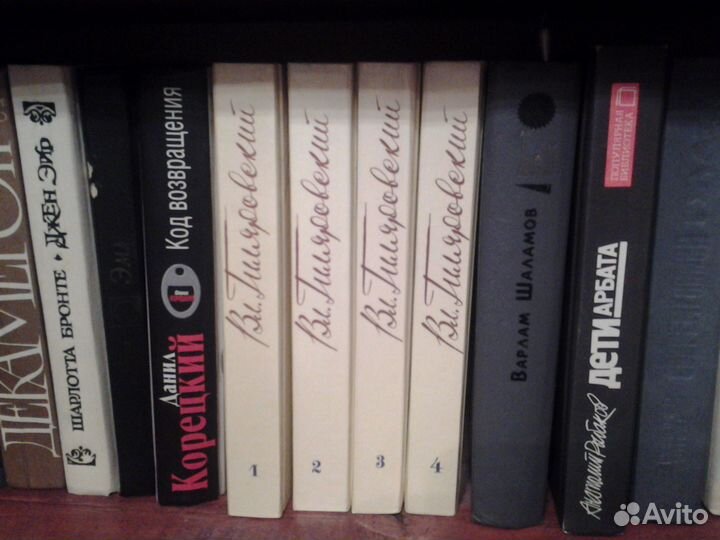 ДЕКАМЕРОН
ШАРЛОТТА БРОНТЕ • ДЖЕН ЭЙР
Данил
Корецкий
Код возвращения
Вл. Гиляровский
1
Вл. Гиляровский
2
Вл. Гиляровский
3
Вл. Гиляровский
4
ВАРЛАМ ШАЛАМОВ
Анатолий Рыбаков
ДЕТИ АРБАТА
ПОПУЛЯРНАЯ
БИБЛИОТЕКА
Avito